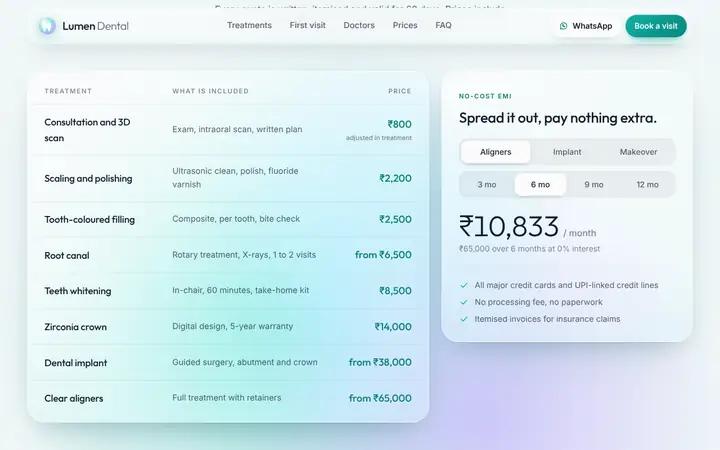 Lumen Dental
Treatments
First visit
Doctors
Prices
FAQ
WhatsApp
Book a visit
TREATMENT
WHAT IS INCLUDED
PRICE
Consultation and 3D
scan
Exam, intraoral scan, written plan
₹800
adjusted in treatment
Scaling and polishing
Ultrasonic clean, polish, fluoride
varnish
₹2,200
Tooth-coloured filling
Composite, per tooth, bite check
₹2,500
Root canal
Rotary treatment, X-rays, 1 to 2 visits
from ₹6,500
Teeth whitening
In-chair, 60 minutes, take-home kit
₹8,500
Zirconia crown
Digital design, 5-year warranty
₹14,000
Dental implant
Guided surgery, abutment and crown
from ₹38,000
Clear aligners
Full treatment with retainers
from ₹65,000
NO-COST EMI
Spread it out, pay nothing extra.
Aligners
Implant
Makeover
3 mo
6 mo
9 mo
12 mo
₹10,833 / month
₹65,000 over 6 months at 0% interest
All major credit cards and UPI-linked credit lines
No processing fee, no paperwork
Itemised invoices for insurance claims